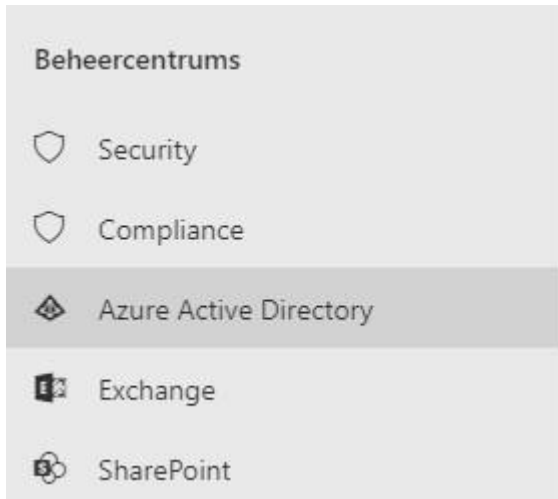 Beheercentrums
Security
Compliance
Azure Active Directory
Exchange
SharePoint